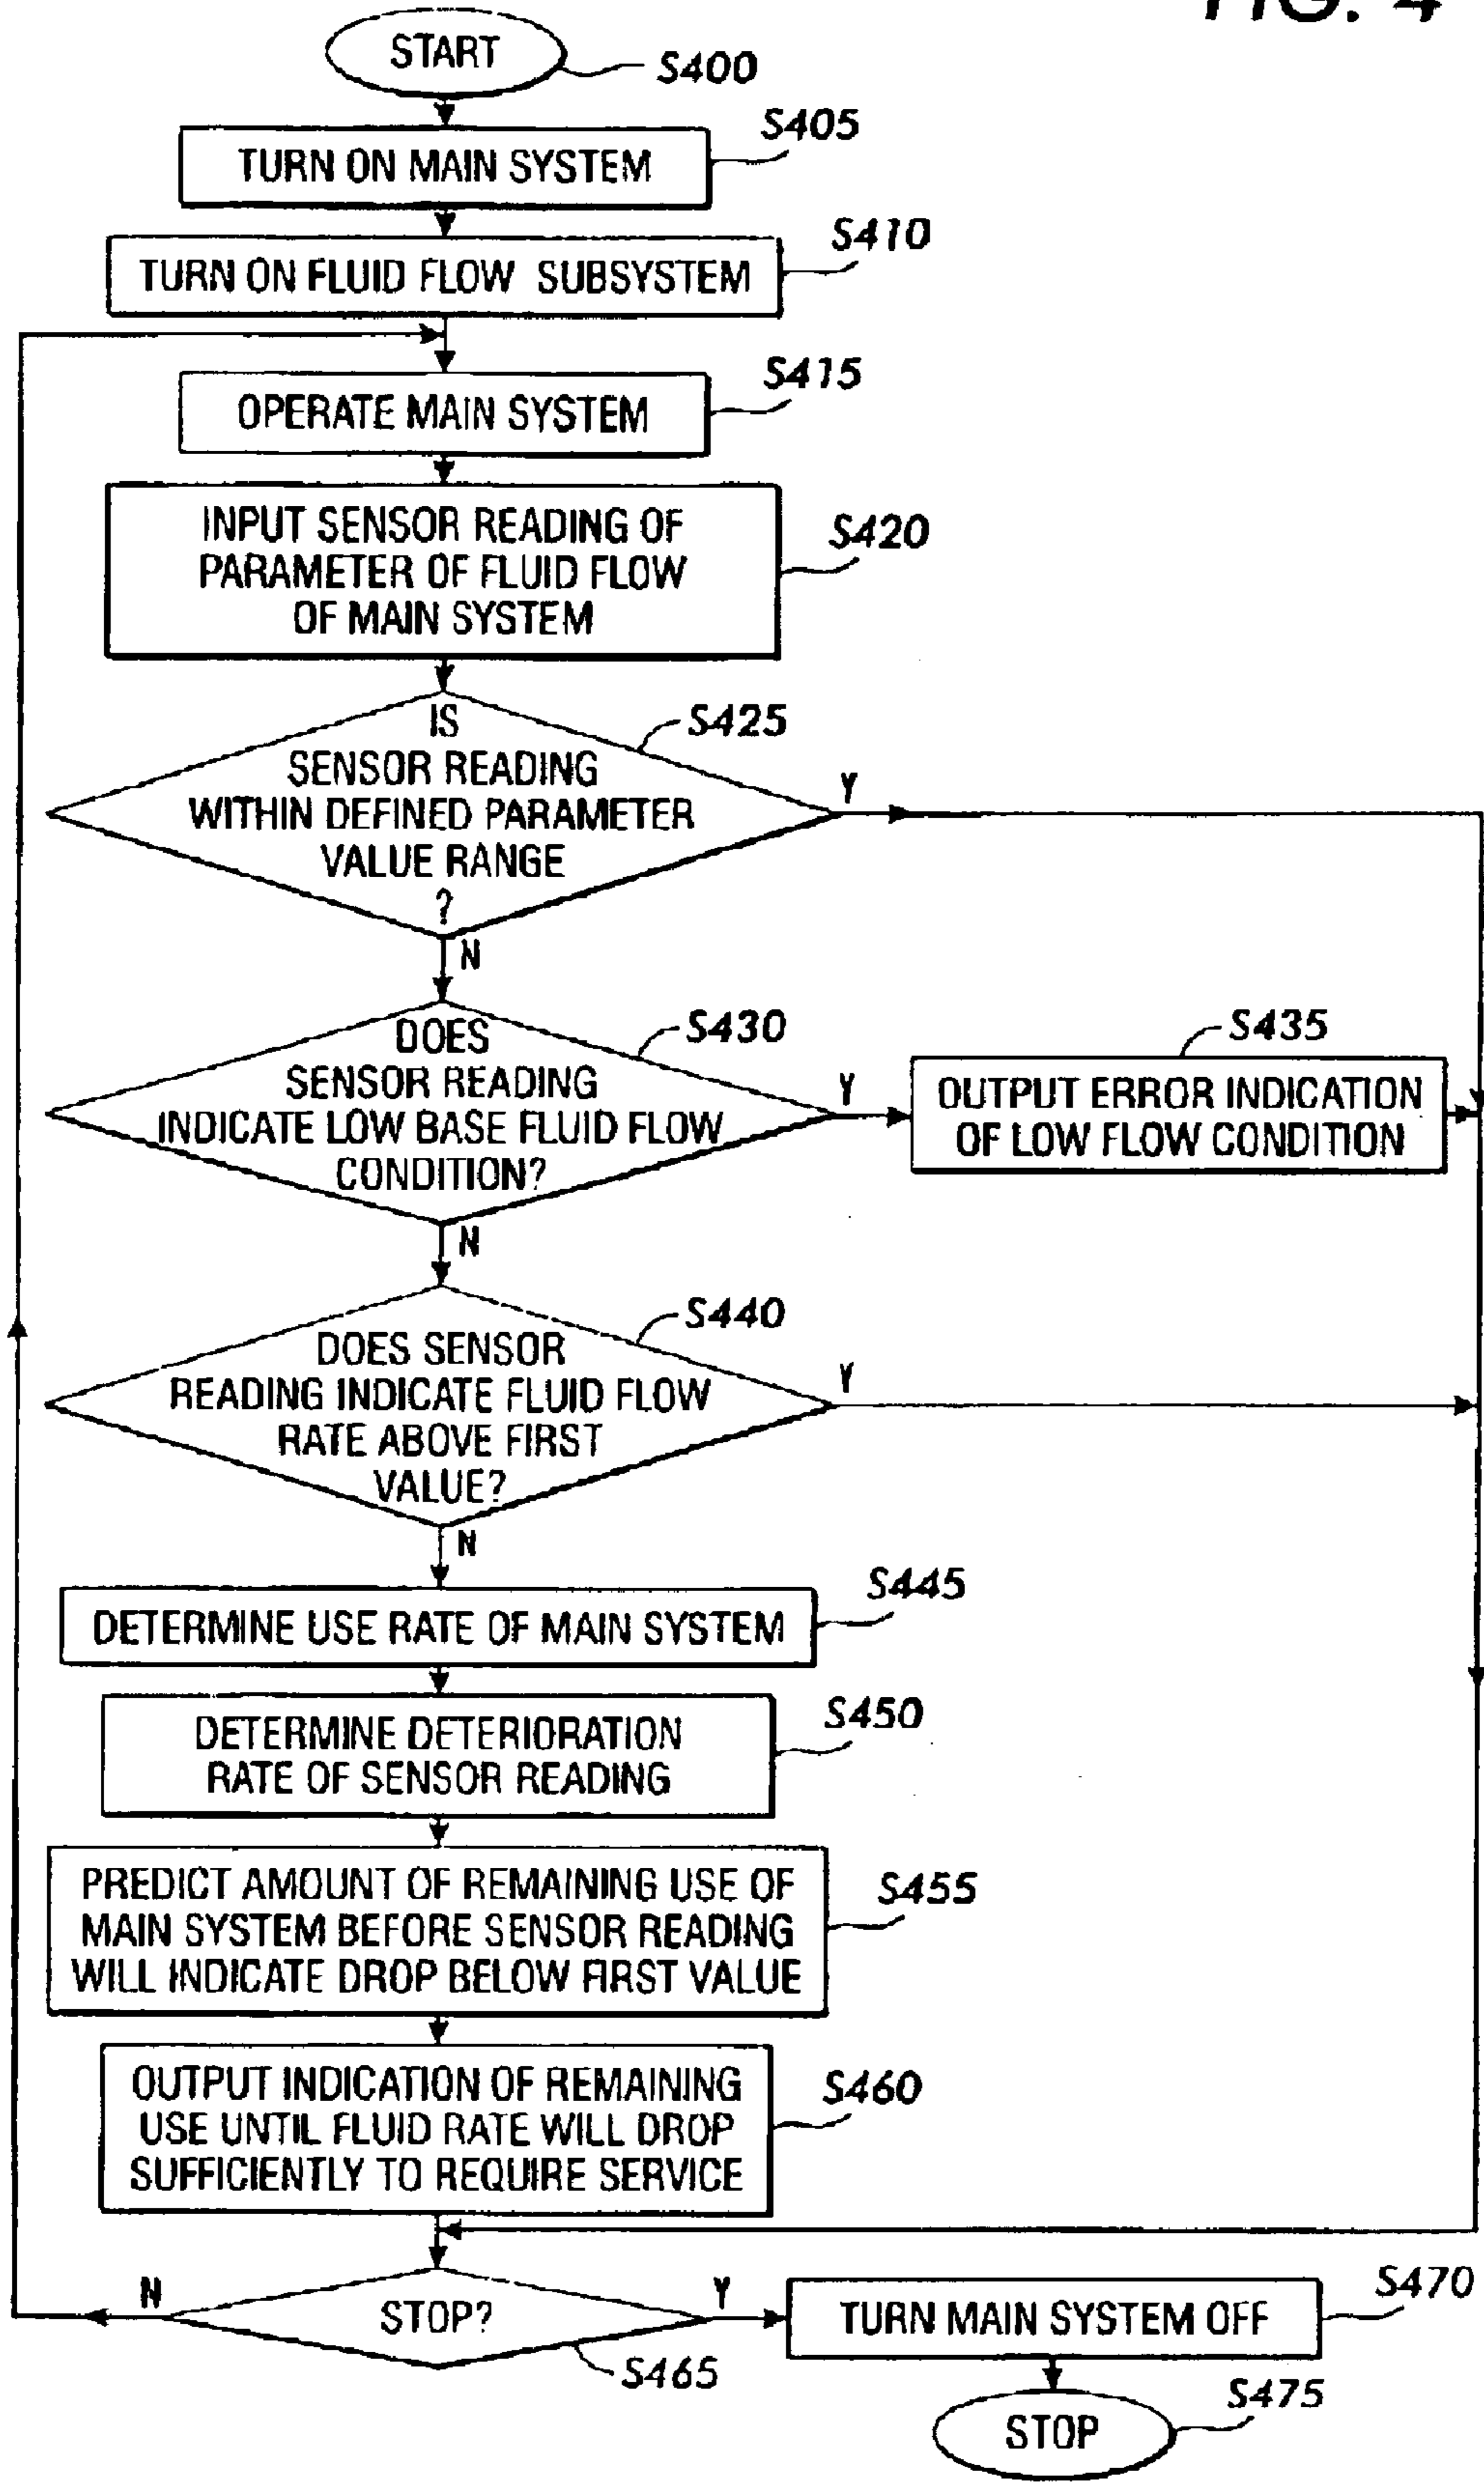 FIG. 4
START
S400
S405
TURN ON MAIN SYSTEM
S410
TURN ON FLUID FLOW SUBSYSTEM
S415
OPERATE MAIN SYSTEM
INPUT SENSOR READING OF
PARAMETER OF FLUID FLOW
OF MAIN SYSTEM
S420
IS
SENSOR READING
WITHIN DEFINED PARAMETER
VALUE RANGE
?
S425
Y
N
DOES
SENSOR READING
INDICATE LOW BASE FLUID FLOW
CONDITION?
S430
Y
S435
OUTPUT ERROR INDICATION
OF LOW FLOW CONDITION
N
S440
DOES SENSOR
READING INDICATE FLUID FLOW
RATE ABOVE FIRST
VALUE?
Y
N
S445
DETERMINE USE RATE OF MAIN SYSTEM
S450
DETERMINE DETERIORATION
RATE OF SENSOR READING
PREDICT AMOUNT OF REMAINING USE OF
MAIN SYSTEM BEFORE SENSOR READING
WILL INDICATE DROP BELOW FIRST VALUE
S455
OUTPUT INDICATION OF REMAINING
USE UNTIL FLUID RATE WILL DROP
SUFFICIENTLY TO REQUIRE SERVICE
S460
N
STOP?
Y
S465
TURN MAIN SYSTEM OFF
S470
STOP
S475